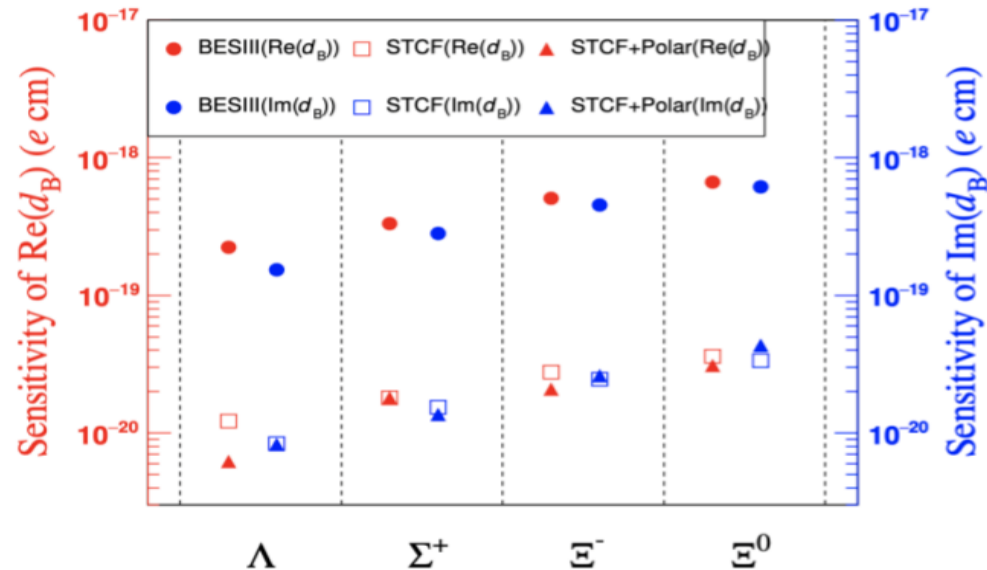 10⁻¹⁷ 10⁻¹⁷
BESIII(Re(d_B)) STCF(Re(d_B)) STCF+Polar(Re(d_B))
BESIII(Im(d_B)) STCF(Im(d_B)) STCF+Polar(Im(d_B))
10⁻¹⁸ 10⁻¹⁸
10⁻¹⁹ 10⁻¹⁹
10⁻²⁰ 10⁻²⁰
Sensitivity of Re(d_B) (e cm)
Sensitivity of Im(d_B) (e cm)
Λ Σ⁺ Ξ⁻ Ξ⁰